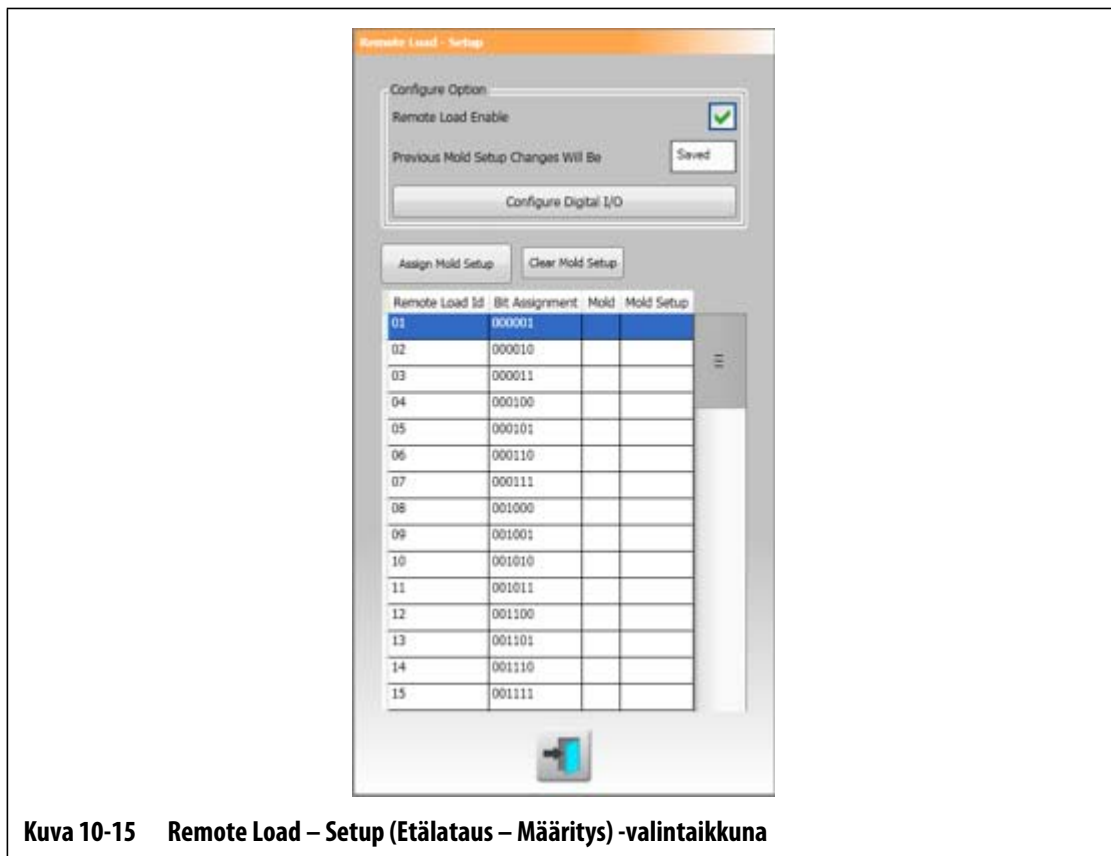 Remote Load - Setup
Configure Option
Remote Load Enable
Previous Mold Setup Changes Will Be Saved
Configure Digital I/O
Assign Mold Setup Clear Mold Setup
Remote Load Id Bit Assignment Mold Mold Setup
01 000001
02 000010
03 000011
04 000100
05 000101
06 000110
07 000111
08 001000
09 001001
10 001010
11 001011
12 001100
13 001101
14 001110
15 001111
Kuva 10-15 Remote Load – Setup (Etälataus – Määritys) -valintaikkuna